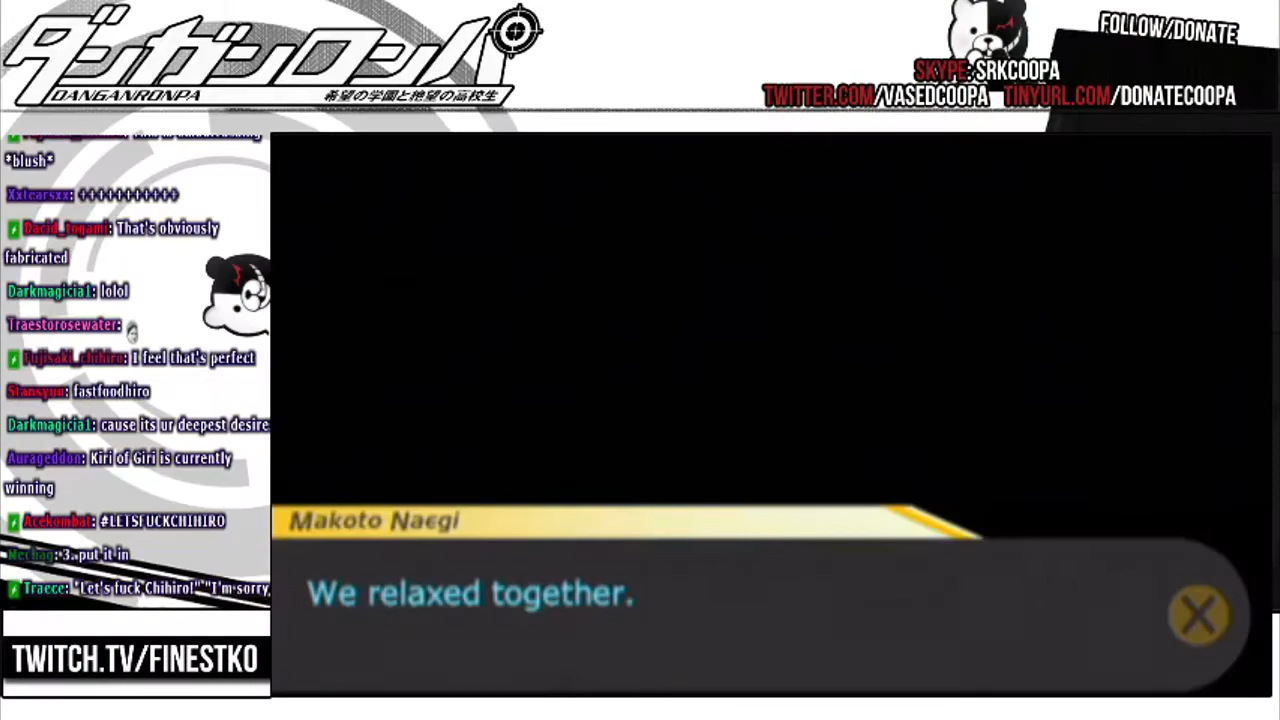 ダンガンロンパ
DANGANRONPA
希望の学園と絶望の高校生
FOLLOW/DONATE
SKYPE: SRKCOOPA
TWITTER.COM/VASEDCOOPA TINYURL.COM/DONATECOOPA
*blush*
Xxtearsxx: +++++++++++
Dacid_togami: That's obviously
fabricated
Darkmagicia1: lolol
Traestorosewater:
Fujisaki_chihiro: I feel that's perfect
Stansyun: fastfoodhiro
Darkmagicia1: cause its ur deepest desire
Aurageddon: Kiri of Giri is currently
winning
Acekombat: #LETSFUCKCHIHIRO
Nechag: 3. put it in
Traece: "Let's fuck Chihiro!" "I'm sorry,
TWITCH.TV/FINESTKO
Makoto Naegi
We relaxed together.